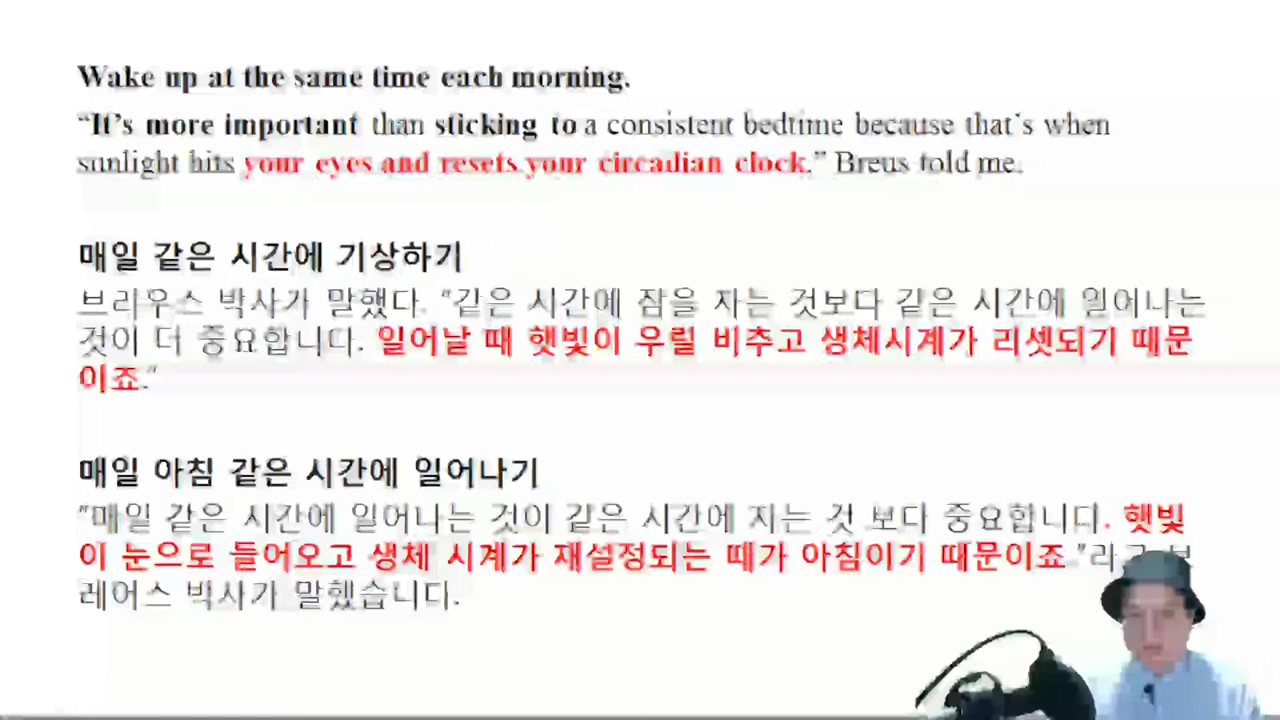 Wake up at the same time each morning.
“It’s more important than sticking to a consistent bedtime because that’s when
sunlight hits your eyes and resets your circadian clock.” Breus told me.
매일 같은 시간에 기상하기
브리우스 박사가 말했다. “같은 시간에 잠을 자는 것보다 같은 시간에 일어나는
것이 더 중요합니다. 일어날 때 햇빛이 우릴 비추고 생체시계가 리셋되기 때문
이죠.”
매일 아침 같은 시간에 일어나기
“매일 같은 시간에 일어나는 것이 같은 시간에 자는 것 보다 중요합니다. 햇빛
이 눈으로 들어오고 생체 시계가 재설정되는 때가 아침이기 때문이죠.”
레어스 박사가 말했습니다.